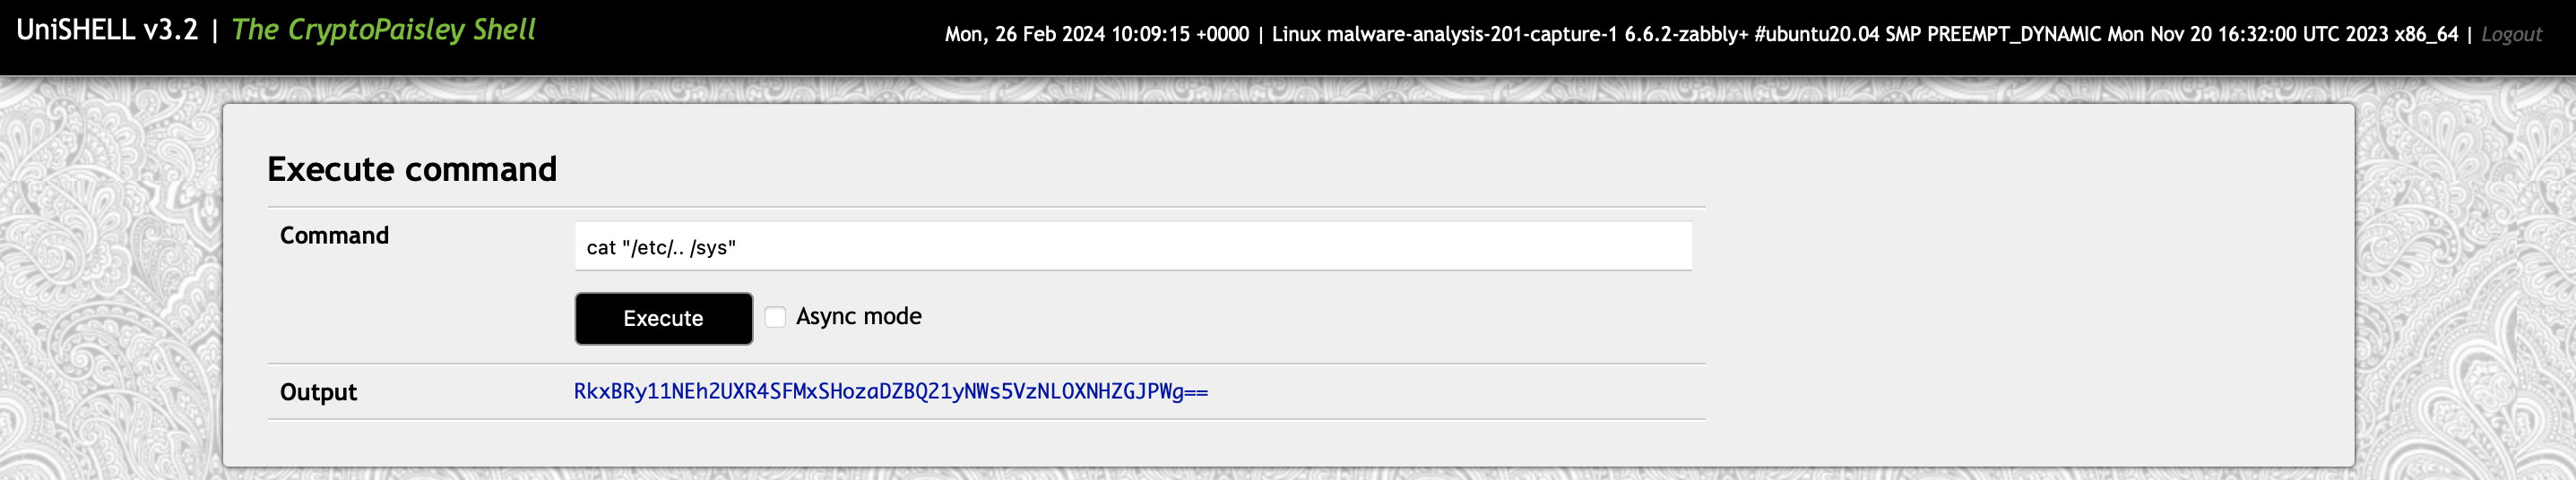 UniSHELL v3.2 | The CryptoPaisley Shell
Mon, 26 Feb 2024 10:09:15 +0000 | Linux malware-analysis-201-capture-1 6.6.2-zabbly+ #ubuntu20.04 SMP PREEMPT_DYNAMIC Mon Nov 20 16:32:00 UTC 2023 x86_64 | Logout
Execute command
Command
cat "/etc/.. /sys"
Execute
Async mode
Output
RkxBRy11NEh2UXR4SFMxSHozaDZBQ21yNWs5VzNLOXNHZGJPWg==